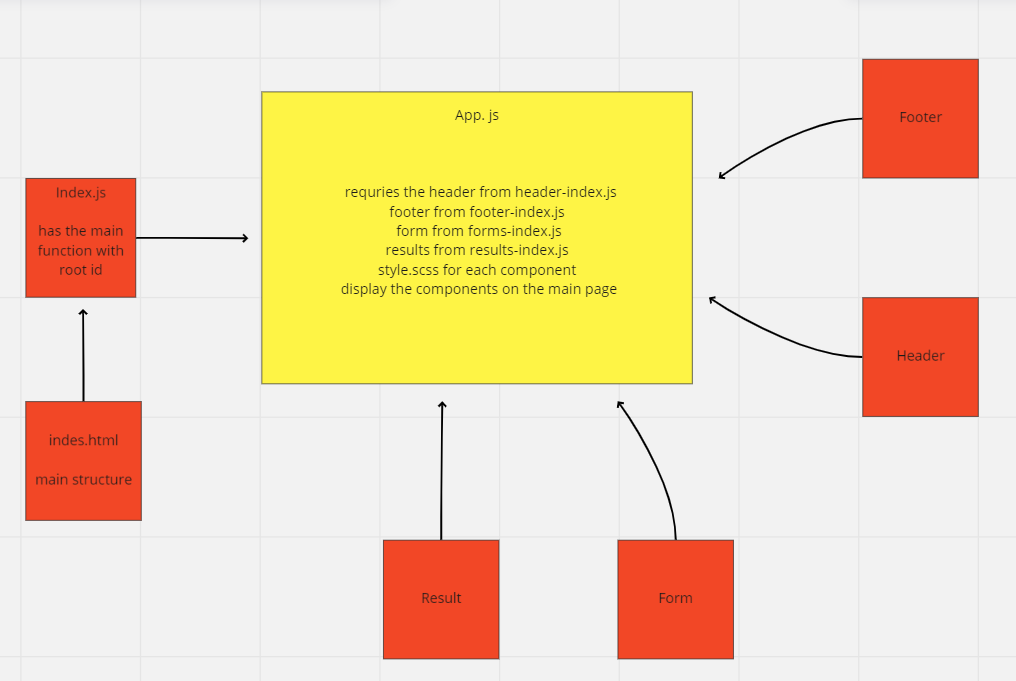 App. js
requries the header from header-index.js
footer from footer-index.js
form from forms-index.js
results from results-index.js
style.scss for each component
display the components on the main page
Index.js
has the main
function with
root id
indes.html
main structure
Footer
Header
Result
Form